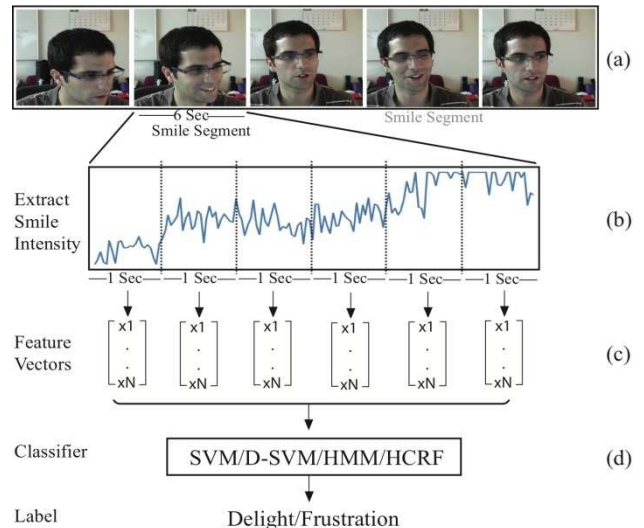 (a)
6 Sec
Smile Segment
Smile Segment
Extract
Smile
Intensity
(b)
1 Sec 1 Sec 1 Sec 1 Sec 1 Sec 1 Sec
Feature
Vectors
x1 x1 x1 x1 x1 x1
. . . . . .
. . . . . .
xN xN xN xN xN xN
(c)
Classifier
SVM/D-SVM/HMM/HCRF
(d)
Label
Delight/Frustration